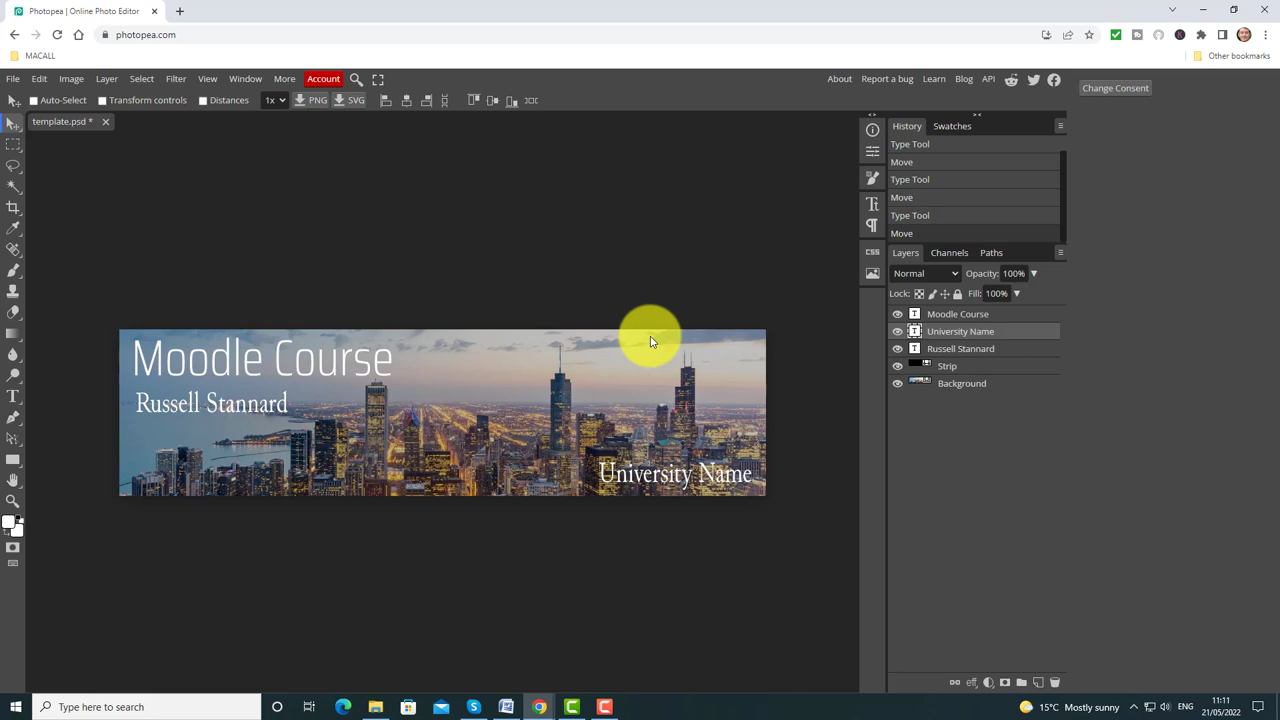 Photopea | Online Photo Editor
photopea.com
MACALL
Other bookmarks
File Edit Image Layer Select Filter View Window More Account
About Report a bug Learn Blog API
Change Consent
Auto-Select Transform controls Distances 1x PNG SVG
template.psd *
History Swatches
Type Tool
Move
Type Tool
Move
Type Tool
Move
Layers Channels Paths
Normal Opacity: 100%
Lock: Fill: 100%
Moodle Course
University Name
Russell Stannard
Strip
Background
CSS
Moodle Course
Russell Stannard
University Name
eff
Type here to search
15°C Mostly sunny
ENG
11:11
21/05/2022